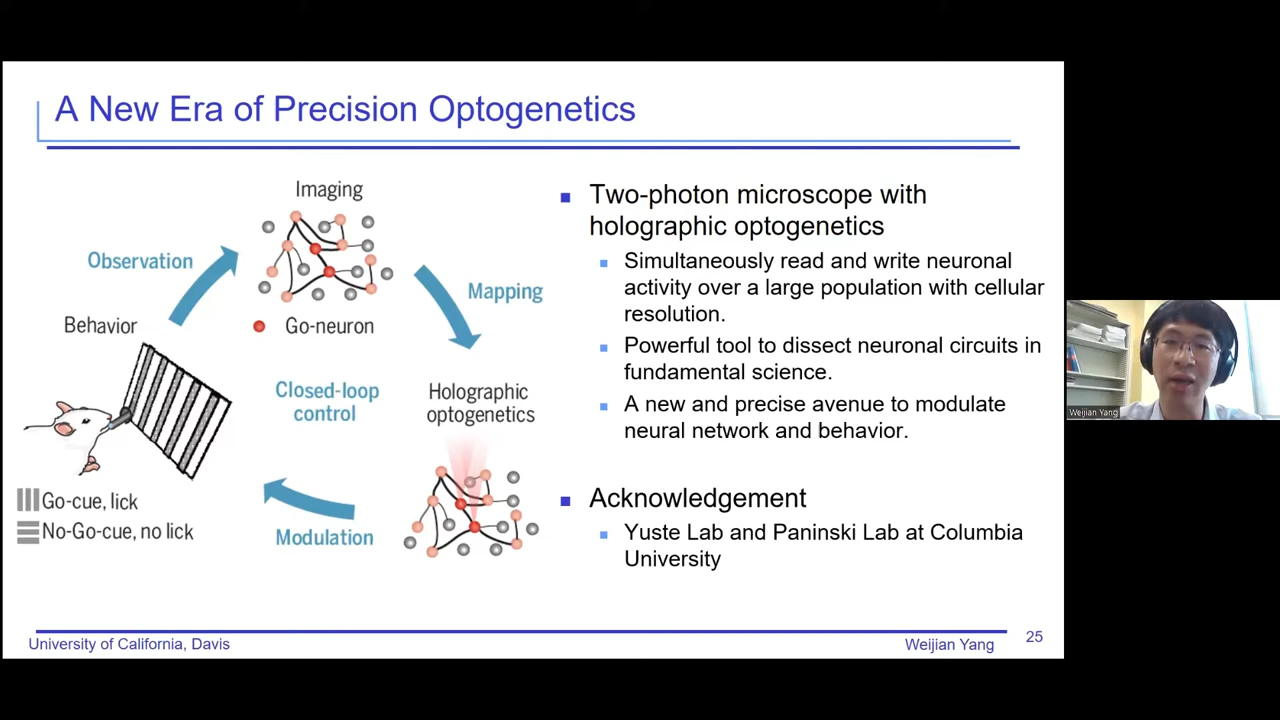 A New Era of Precision Optogenetics
Imaging
Observation
Mapping
Behavior
Go-neuron
Closed-loop
control
Holographic
optogenetics
Go-cue, lick
No-Go-cue, no lick
Modulation
Two-photon microscope with
holographic optogenetics
Simultaneously read and write neuronal
activity over a large population with cellular
resolution.
Powerful tool to dissect neuronal circuits in
fundamental science.
A new and precise avenue to modulate
neural network and behavior.
Acknowledgement
Yuste Lab and Paninski Lab at Columbia
University
University of California, Davis
Weijian Yang
25
Weijian Yang